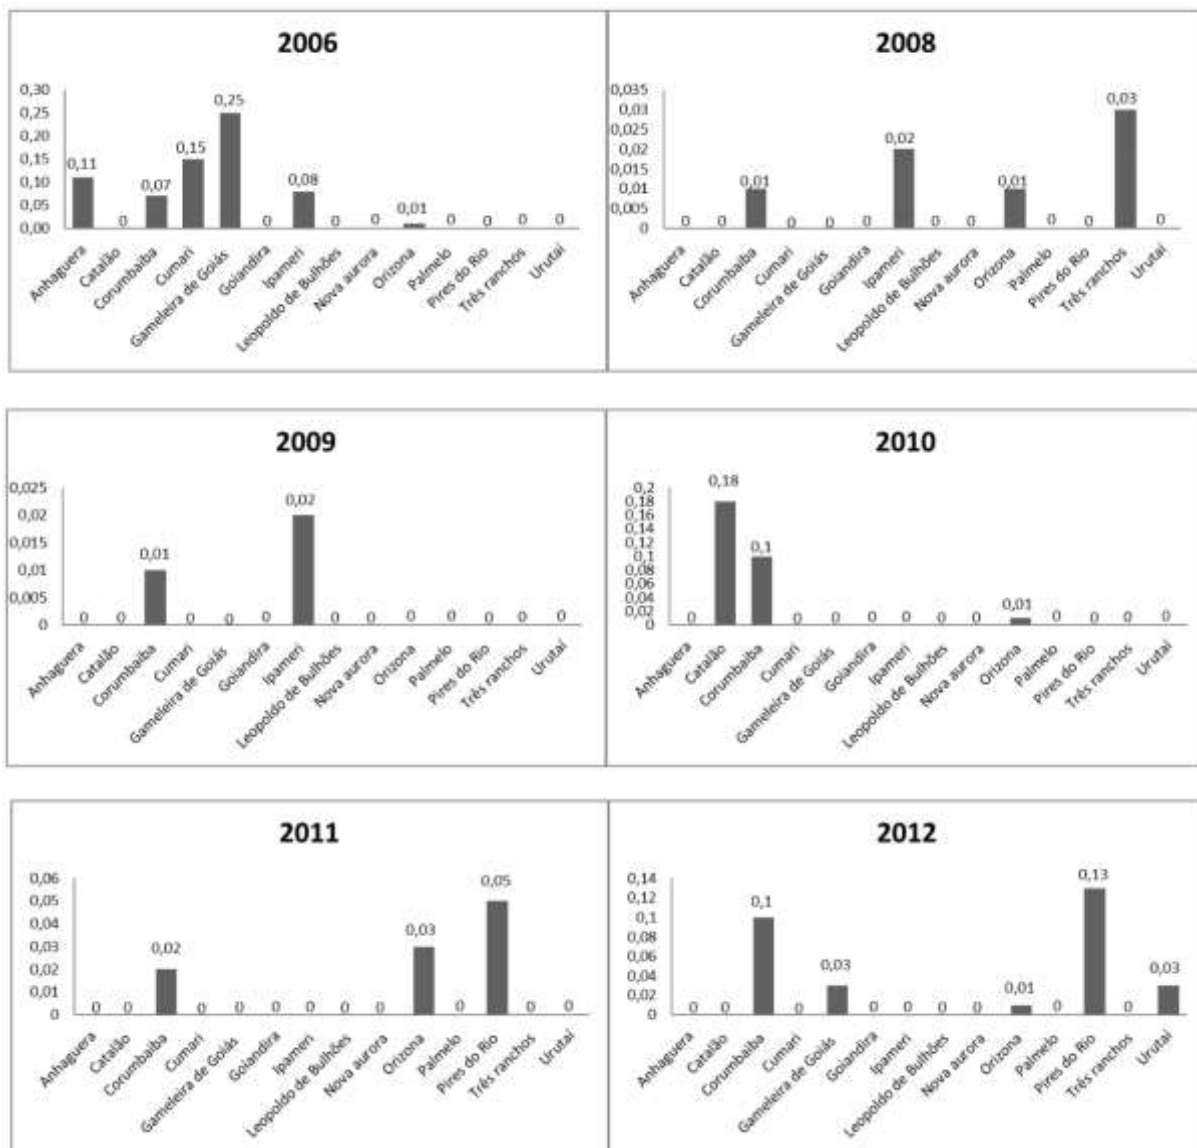 2006
0,30
0,25
0,20
0,15
0,10
0,05
0,00
0,11 0 0,07 0,15 0,25 0 0,08 0 0 0,01 0 0 0 0
Anhaguera
Catalão
Corumbaíba
Cumari
Gameleira de Goiás
Goiandira
Ipameri
Leopoldo de Bulhões
Nova aurora
Orizona
Palmelo
Pires do Rio
Três ranchos
Urutaí
2008
0,035
0,03
0,025
0,02
0,015
0,01
0,005
0
0 0 0,01 0 0 0 0,02 0 0 0,01 0 0 0,03 0
Anhaguera
Catalão
Corumbaíba
Cumari
Gameleira de Goiás
Goiandira
Ipameri
Leopoldo de Bulhões
Nova aurora
Orizona
Palmelo
Pires do Rio
Três ranchos
Urutaí
2009
0,025
0,02
0,015
0,01
0,005
0
0 0 0,01 0 0 0 0,02 0 0 0 0 0 0 0
Anhaguera
Catalão
Corumbaíba
Cumari
Gameleira de Goiás
Goiandira
Ipameri
Leopoldo de Bulhões
Nova aurora
Orizona
Palmelo
Pires do Rio
Três ranchos
Urutaí
2010
0,2
0,18
0,16
0,14
0,12
0,1
0,08
0,06
0,04
0,02
0
0 0,18 0,1 0 0 0 0 0 0 0,01 0 0 0 0
Anhaguera
Catalão
Corumbaíba
Cumari
Gameleira de Goiás
Goiandira
Ipameri
Leopoldo de Bulhões
Nova aurora
Orizona
Palmelo
Pires do Rio
Três ranchos
Urutaí
2011
0,06
0,05
0,04
0,03
0,02
0,01
0
0 0 0,02 0 0 0 0 0 0 0,03 0 0,05 0 0
Anhaguera
Catalão
Corumbaíba
Cumari
Gameleira de Goiás
Goiandira
Ipameri
Leopoldo de Bulhões
Nova aurora
Orizona
Palmelo
Pires do Rio
Três ranchos
Urutaí
2012
0,14
0,12
0,1
0,08
0,06
0,04
0,02
0
0 0 0,1 0 0,03 0 0 0 0 0,01 0 0,13 0 0,03
Anhaguera
Catalão
Corumbaíba
Cumari
Gameleira de Goiás
Goiandira
Ipameri
Leopoldo de Bulhões
Nova aurora
Orizona
Palmelo
Pires do Rio
Três ranchos
Urutaí